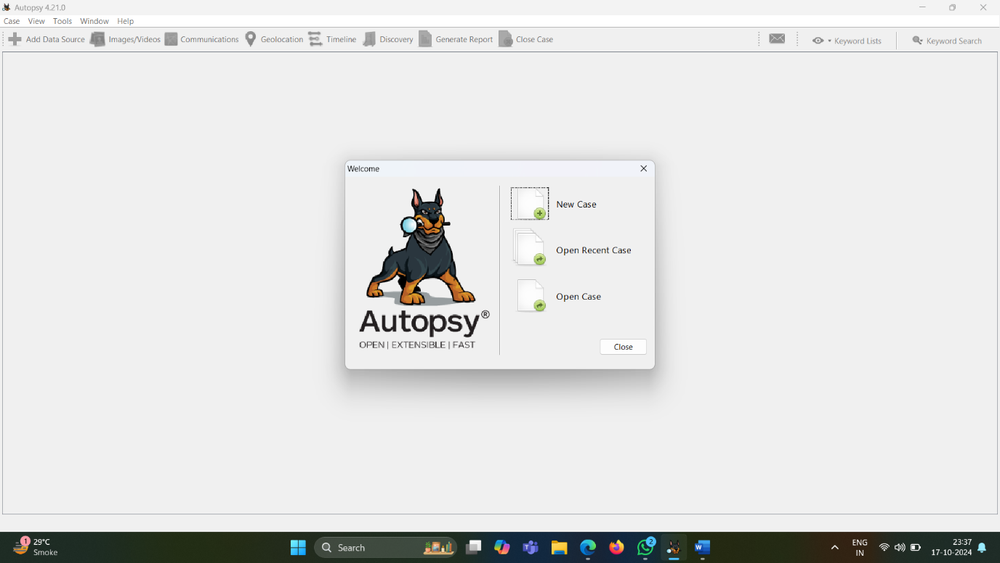 Autopsy 4.21.0
Case View Tools Window Help
Add Data Source Images/Videos Communications Geolocation Timeline Discovery Generate Report Close Case Keyword Lists Keyword Search
Welcome
New Case
Open Recent Case
Open Case
Autopsy®
OPEN | EXTENSIBLE | FAST
Close
1 29°C
Smoke
Search
2
ENG
IN
23:37
17-10-2024